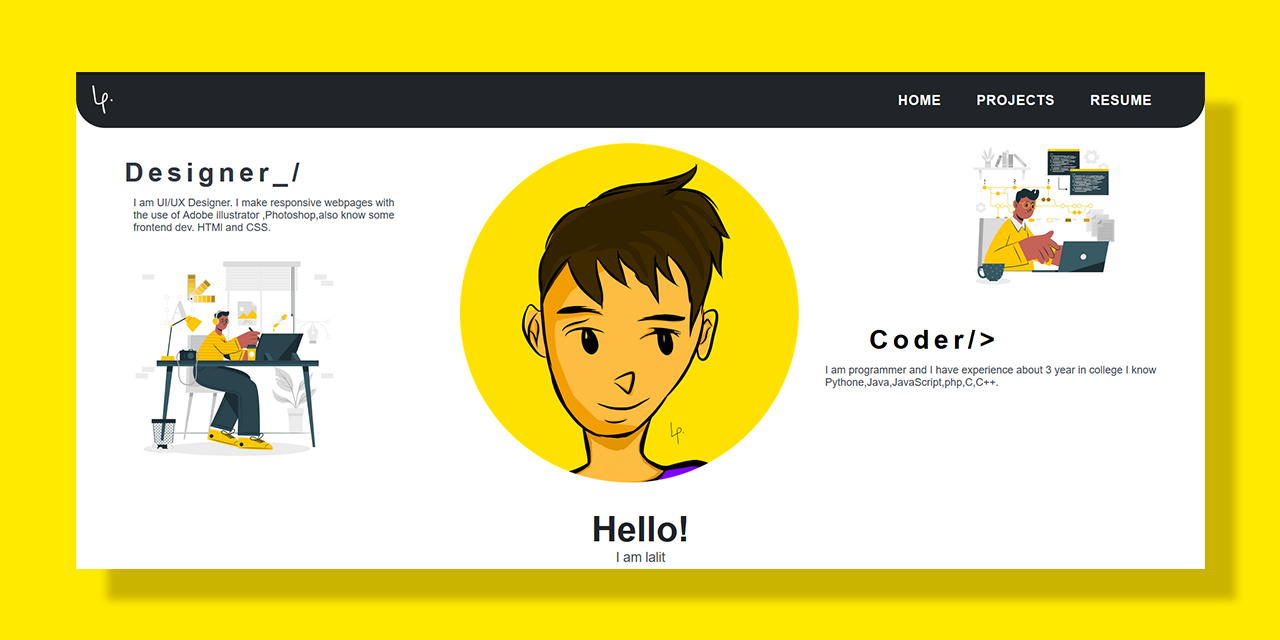 Lp.
HOME PROJECTS RESUME
Designer_/
I am UI/UX Designer. I make responsive webpages with
the use of Adobe illustrator ,Photoshop,also know some
frontend dev. HTMl and CSS.
Coder/>
I am programmer and I have experience about 3 year in college I know
Pythone,Java,JavaScript,php,C,C++.
Lp.
Hello!
I am lalit